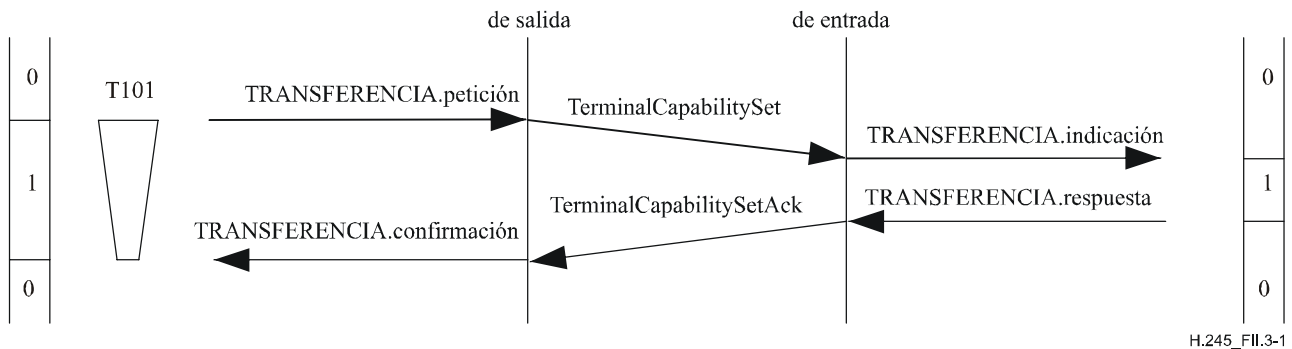 de salida
de entrada
0
0
T101
TRANSFERENCIA.petición
TerminalCapabilitySet
TRANSFERENCIA.indicación
1
1
TerminalCapabilitySetAck
TRANSFERENCIA.respuesta
TRANSFERENCIA.confirmación
0
0
H.245_FII.3-1